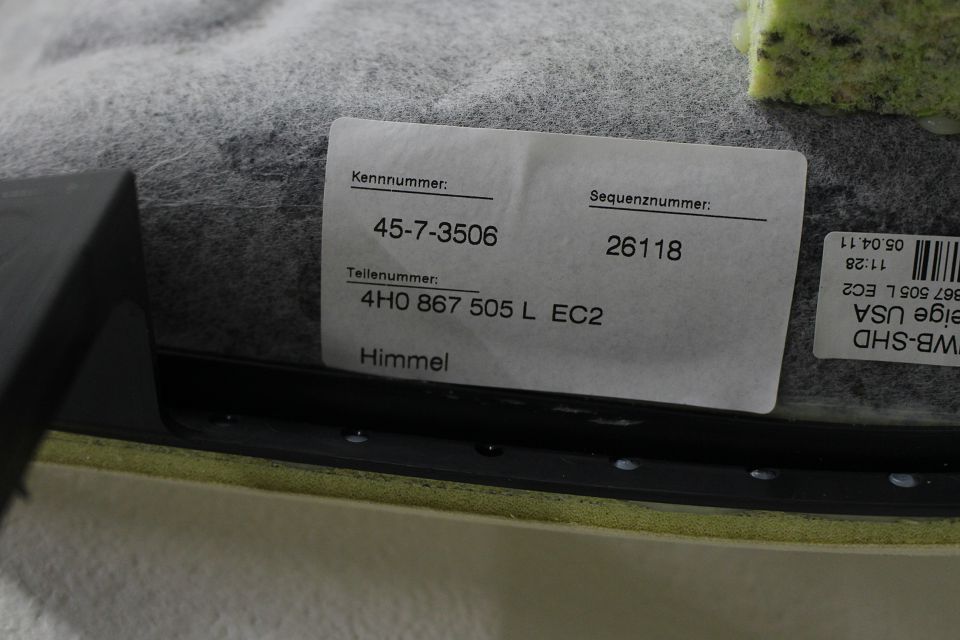 Kennnummer:
45-7-3506
Sequenznummer:
26118
Teilenummer:
4H0 867 505 L EC2
Himmel
WB-SHD
eige USA
867 505 L EC2
11:28
05.04.11